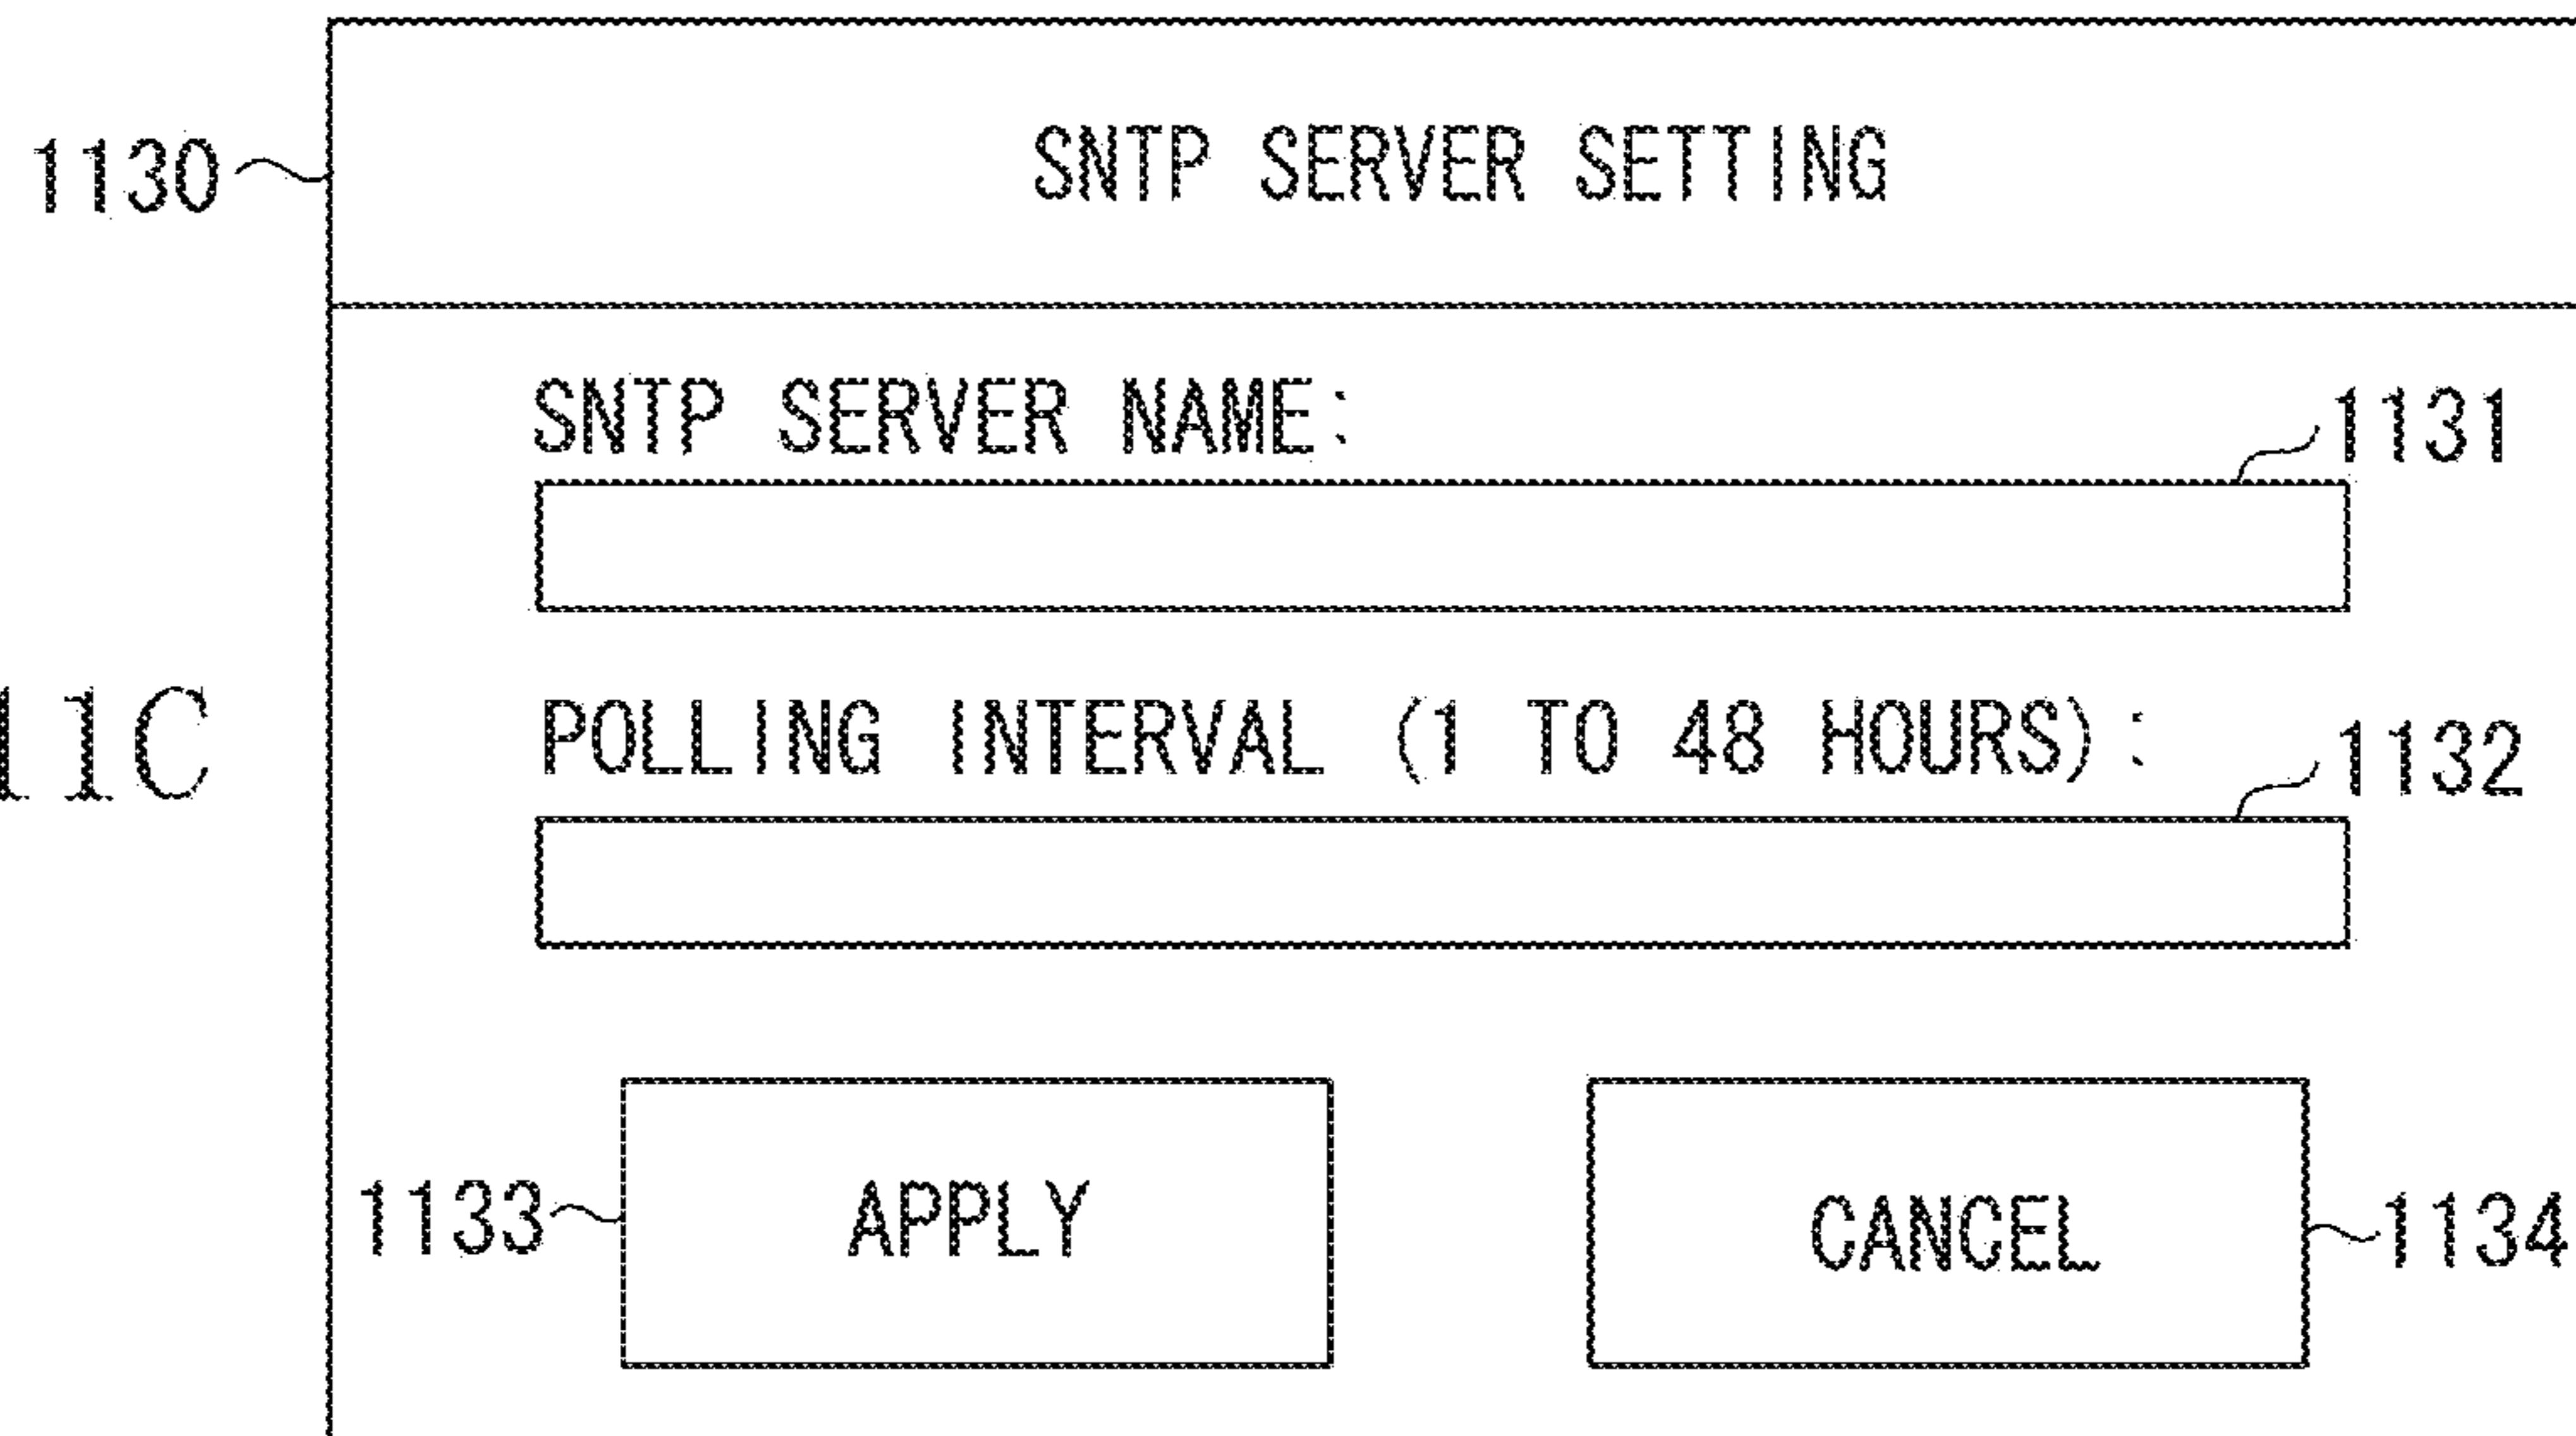 1130
SNTP SERVER SETTING
SNTP SERVER NAME:
1131
11C
POLLING INTERVAL (1 TO 48 HOURS):
1132
1133
APPLY
CANCEL
1134